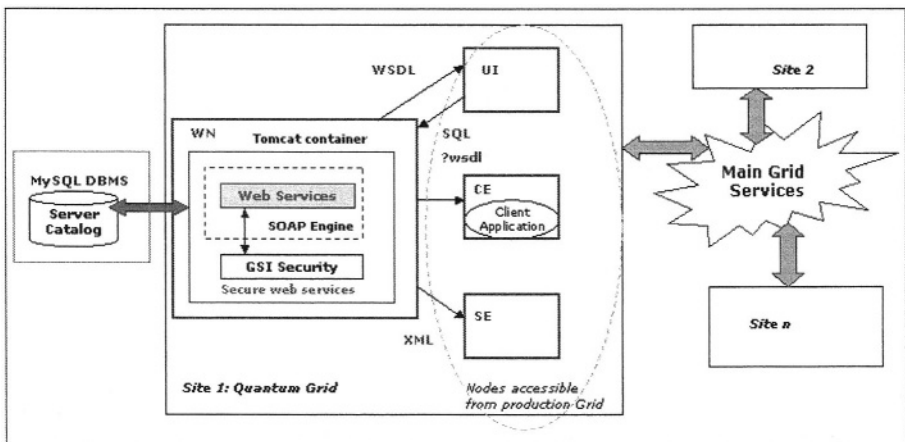 MySQL DBMS
Server
Catalog
WN
Tomcat container
Web Services
SOAP Engine
GSI Security
Secure web services
WSDL
UI
SQL
?wsdl
CE
Client
Application
SE
XML
Site 1: Quantum Grid
Nodes accessible
from production Grid
Site 2
Main Grid
Services
Site n